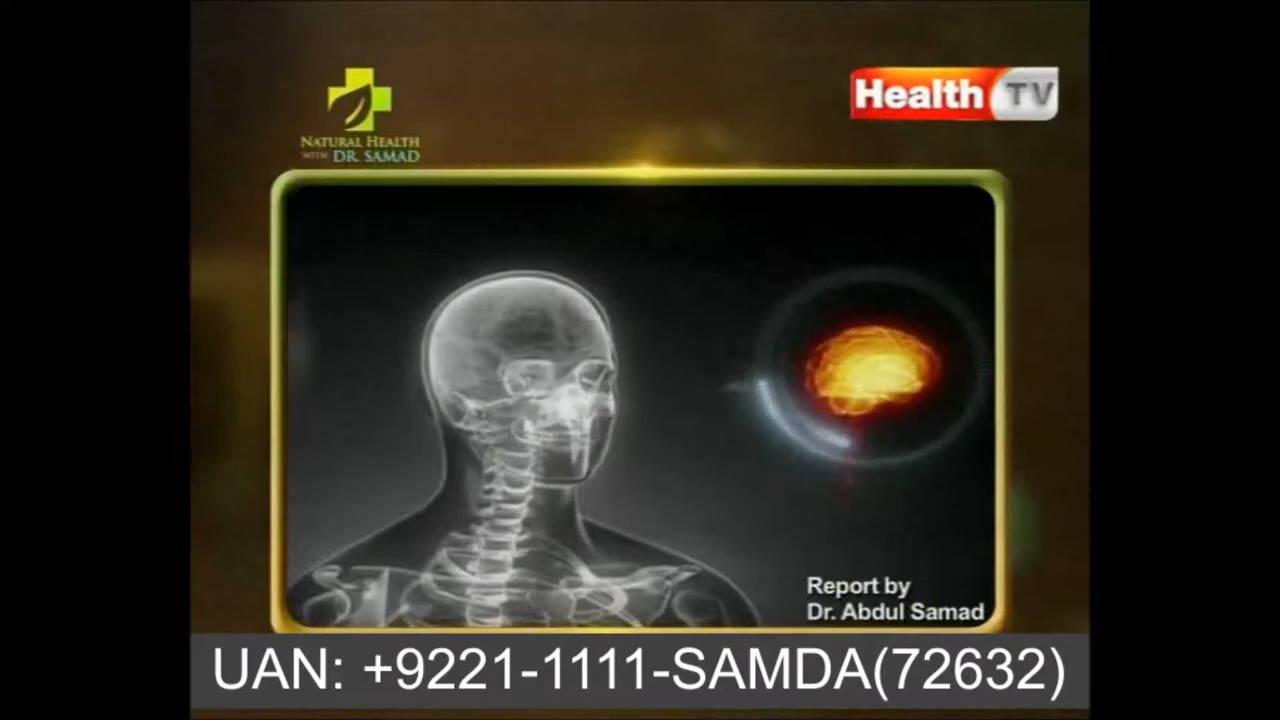 NATURAL HEALTH
WITH DR. SAMAD
Health TV
Report by
Dr. Abdul Samad
UAN: +9221-1111-SAMDA(72632)